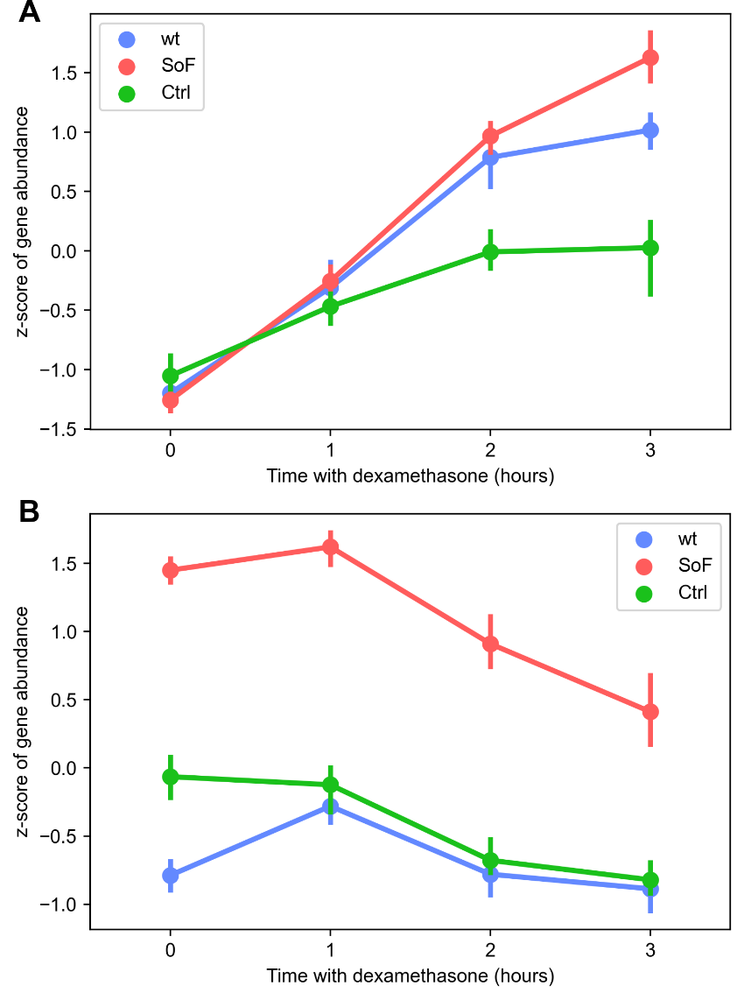 A
wt
SoF
Ctrl
z-score of gene abundance
1.5
1.0
0.5
0.0
−0.5
−1.0
−1.5
0 1 2 3
Time with dexamethasone (hours)
B
wt
SoF
Ctrl
z-score of gene abundance
1.5
1.0
0.5
0.0
−0.5
−1.0
0 1 2 3
Time with dexamethasone (hours)